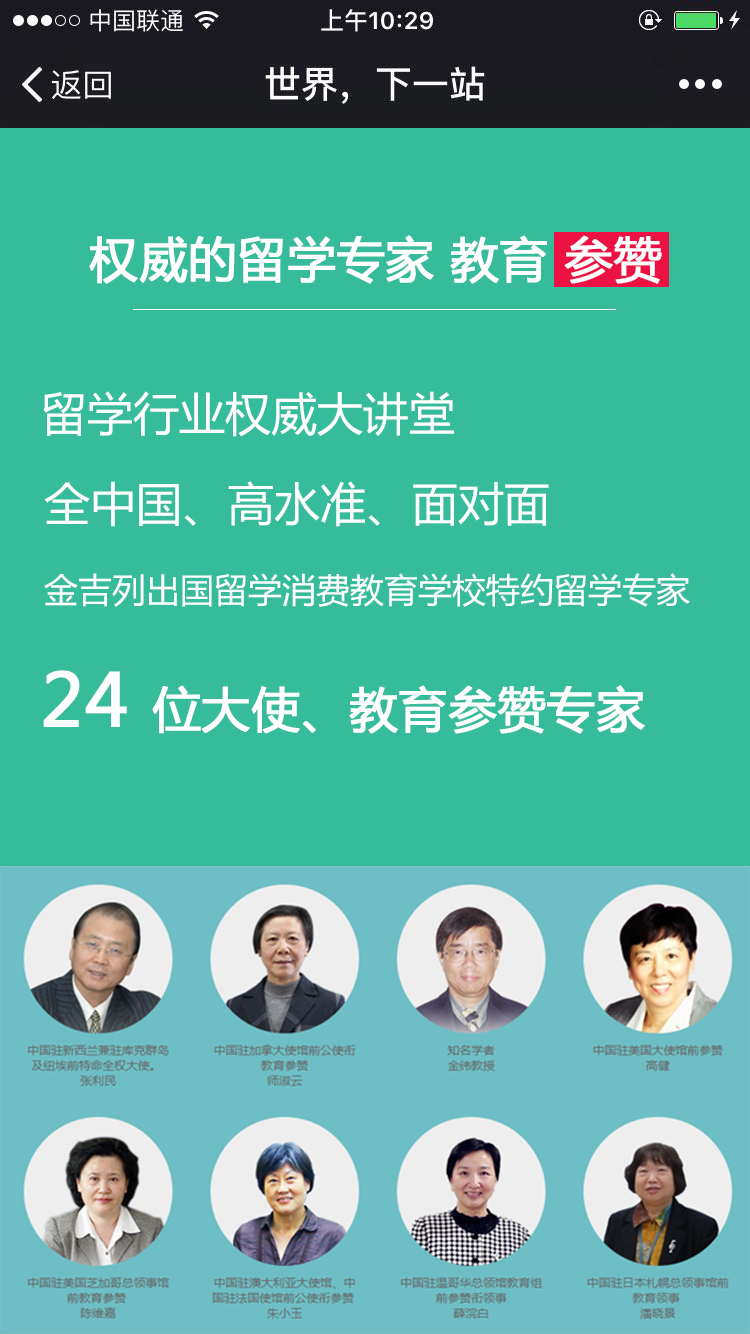 中国联通
上午10:29
返回
世界，下一站
权威的留学专家 教育 参赞
留学行业权威大讲堂
全中国、高水准、面对面
金吉列出国留学消费教育学校特约留学专家
24 位大使、教育参赞专家
中国驻新西兰兼驻库克群岛
及纽埃前特命全权大使。
张利民
中国驻加拿大使馆前公使衔
教育参赞
师淑云
知名学者
金纬教授
中国驻美国大使馆前参赞
高健
中国驻美国芝加哥总领事馆
前教育参赞
陈维嘉
中国驻澳大利亚大使馆、中
国驻法国使馆前公使衔参赞
朱小玉
中国驻温哥华总领馆教育组
前参赞衔领事
薛浣白
中国驻日本札幌总领事馆前
教育领事
潘晓景